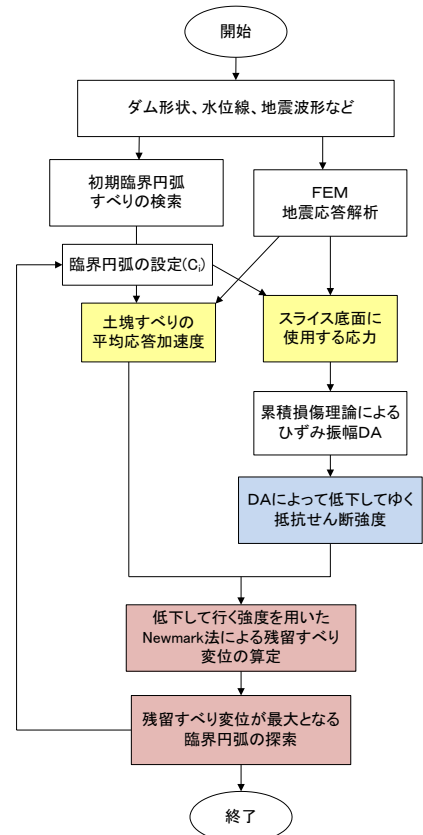 開始
ダム形状、水位線、地震波形など
初期臨界円弧
すべりの検索
FEM
地震応答解析
臨界円弧の設定(Ci)
土塊すべりの
平均応答加速度
スライス底面に
使用する応力
累積損傷理論による
ひずみ振幅DA
DAによって低下してゆく
抵抗せん断強度
低下して行く強度を用いた
Newmark法による残留すべり
変位の算定
残留すべり変位が最大となる
臨界円弧の探索
終了